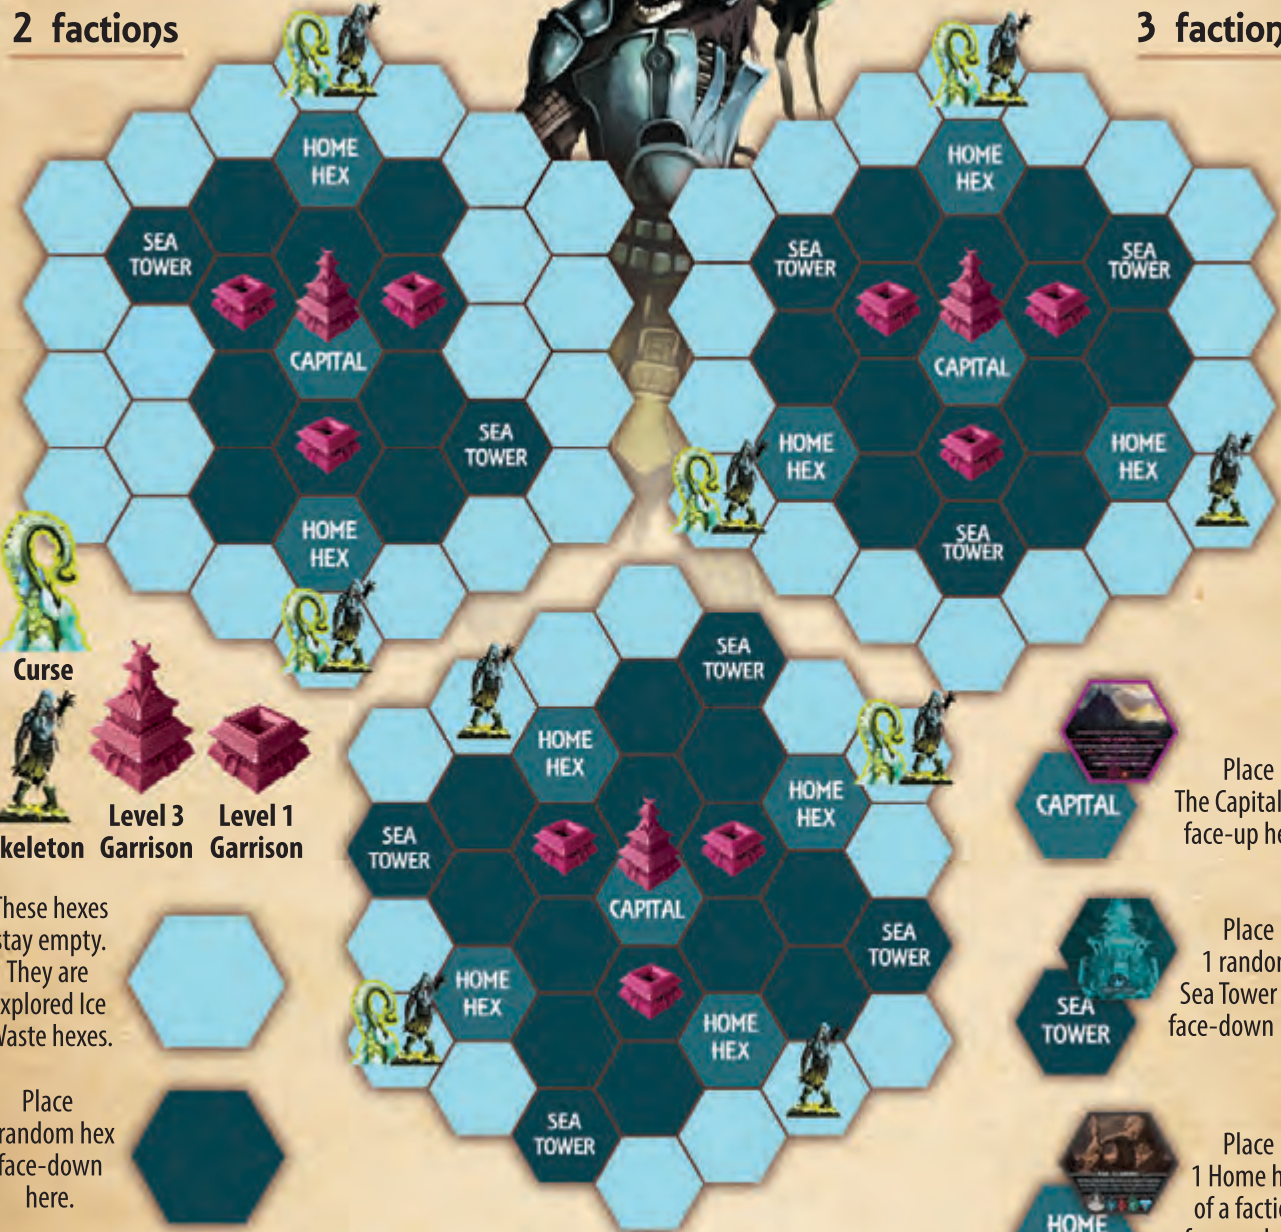 2 factions
3 faction
HOME
HEX
SEA
TOWER
CAPITAL
SEA
TOWER
HOME
HEX
HOME
HEX
SEA
TOWER
SEA
TOWER
CAPITAL
HOME
HEX
HOME
HEX
SEA
TOWER
SEA
TOWER
HOME
HEX
HOME
HEX
SEA
TOWER
CAPITAL
SEA
TOWER
HOME
HEX
HOME
HEX
SEA
TOWER
Curse
keleton
Level 3
Garrison
Level 1
Garrison
hese hexes
stay empty.
They are
xplored Ice
Waste hexes.
Place
random hex
face-down
here.
CAPITAL
Place
The Capital
face-up he
SEA
TOWER
Place
1 rando
Sea Tower
face-down
HOME
Place
1 Home h
of a factio